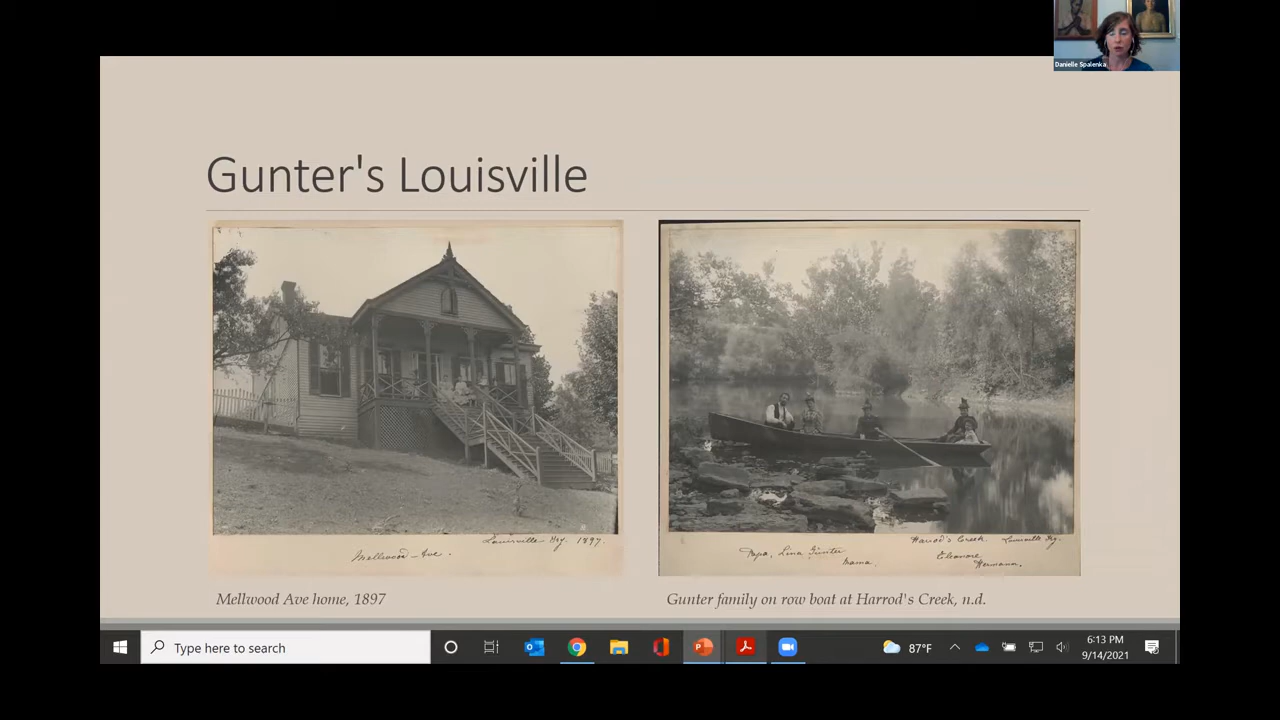 Danielle Spalenka
Gunter's Louisville
Louisville Ky. 1897.
Mellwood Ave.
Mellwood Ave home, 1897
Harrod's Creek. Louisville Ky.
Papa, Lina Günter
Eleanore
Mama.
Hermann.
Gunter family on row boat at Harrod's Creek, n.d.
Type here to search
87°F
6:13 PM
9/14/2021